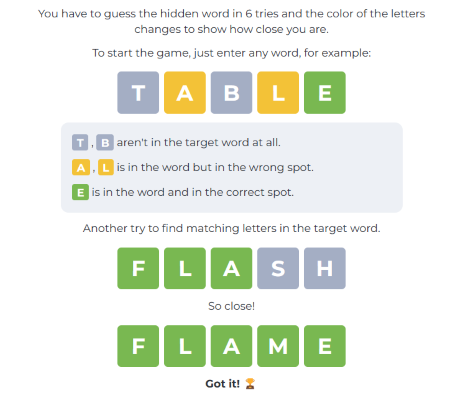 You have to guess the hidden word in 6 tries and the color of the letters
changes to show how close you are.
To start the game, just enter any word, for example:
T A B L E
T , B aren't in the target word at all.
A , L is in the word but in the wrong spot.
E is in the word and in the correct spot.
Another try to find matching letters in the target word.
F L A S H
So close!
F L A M E
Got it! 🏆